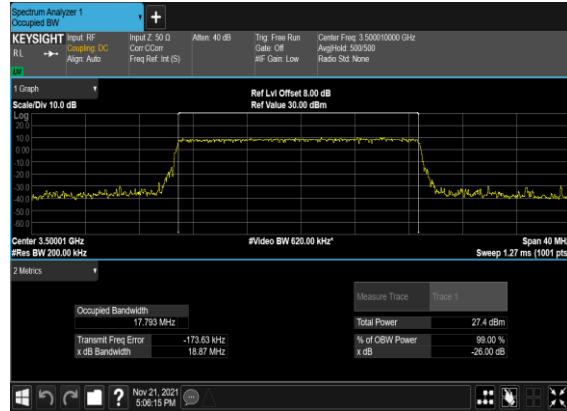 Spectrum Analyzer 1
Occupied BW
+
KEYSIGHT Input: RF Input Z: 50 Ω Atten: 40 dB Trig: Free Run Center Freq: 3.500010000 GHz
RL Coupling: DC Corr CCorr Gate: Off Avg|Hold: 500/500
Align: Auto Freq Ref: Int (S) #IF Gain: Low Radio Std: None
1 Graph
Ref Lvl Offset 8.00 dB
Scale/Div 10.0 dB Ref Value 30.00 dBm
Log
20.0
10.0
0.00
-10.0
-20.0
-30.0
-40.0
-50.0
-60.0
Center 3.50001 GHz #Video BW 620.00 kHz* Span 40 MHz
#Res BW 200.00 kHz Sweep 1.27 ms (1001 pts
2 Metrics
Measure Trace Trace 1
Occupied Bandwidth
17.793 MHz Total Power 27.4 dBm
Transmit Freq Error -173.63 kHz % of OBW Power 99.00 %
x dB Bandwidth 18.87 MHz x dB -26.00 dB
? Nov 21, 2021
5:06:15 PM